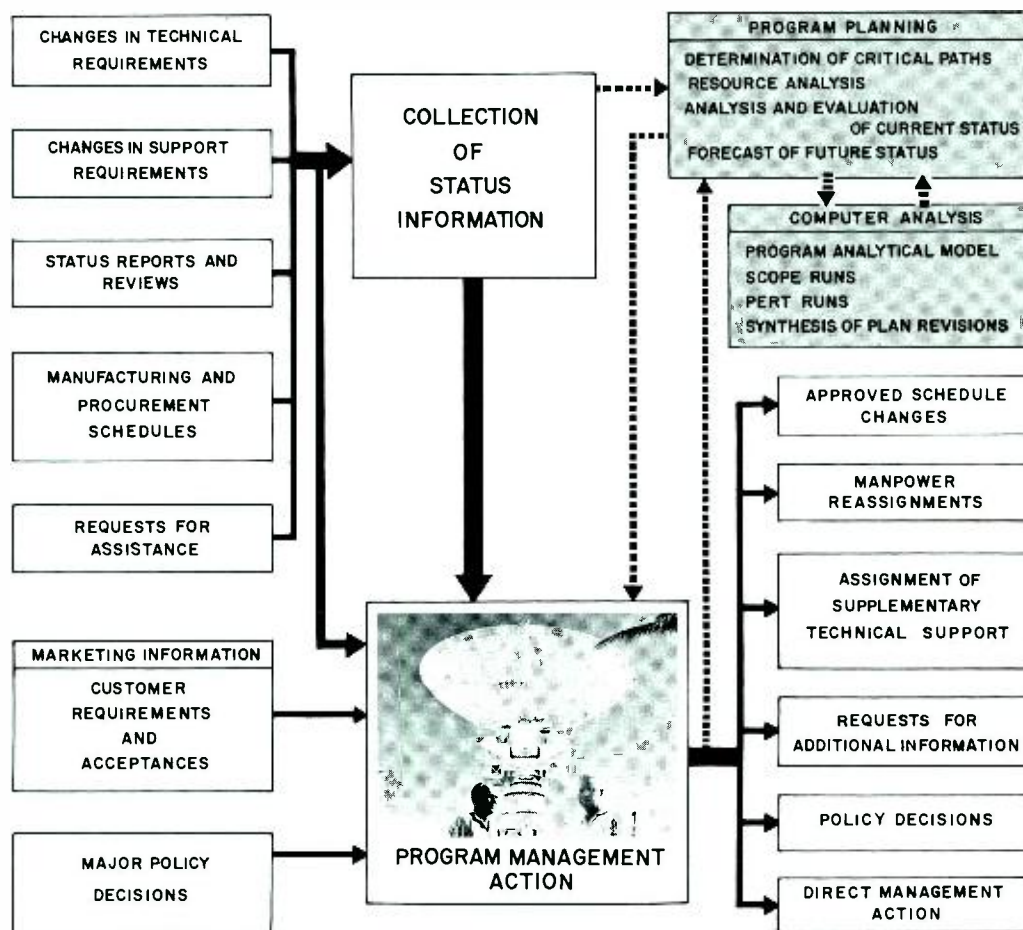 CHANGES IN TECHNICAL
REQUIREMENTS
CHANGES IN SUPPORT
REQUIREMENTS
STATUS REPORTS AND
REVIEWS
MANUFACTURING AND
PROCUREMENT
SCHEDULES
REQUESTS FOR
ASSISTANCE
MARKETING INFORMATION
CUSTOMER
REQUIREMENTS
AND
ACCEPTANCES
MAJOR POLICY
DECISIONS
COLLECTION
OF
STATUS
INFORMATION
PROGRAM MANAGEMENT
ACTION
PROGRAM PLANNING
DETERMINATION OF CRITICAL PATHS
RESOURCE ANALYSIS
ANALYSIS AND EVALUATION
OF CURRENT STATUS
FORECAST OF FUTURE STATUS
COMPUTER ANALYSIS
PROGRAM ANALYTICAL MODEL
SCOPE RUNS
PERT RUNS
SYNTHESIS OF PLAN REVISIONS
APPROVED SCHEDULE
CHANGES
MANPOWER
REASSIGNMENTS
ASSIGNMENT OF
SUPPLEMENTARY
TECHNICAL SUPPORT
REQUESTS FOR
ADDITIONAL INFORMATION
POLICY DECISIONS
DIRECT MANAGEMENT
ACTION